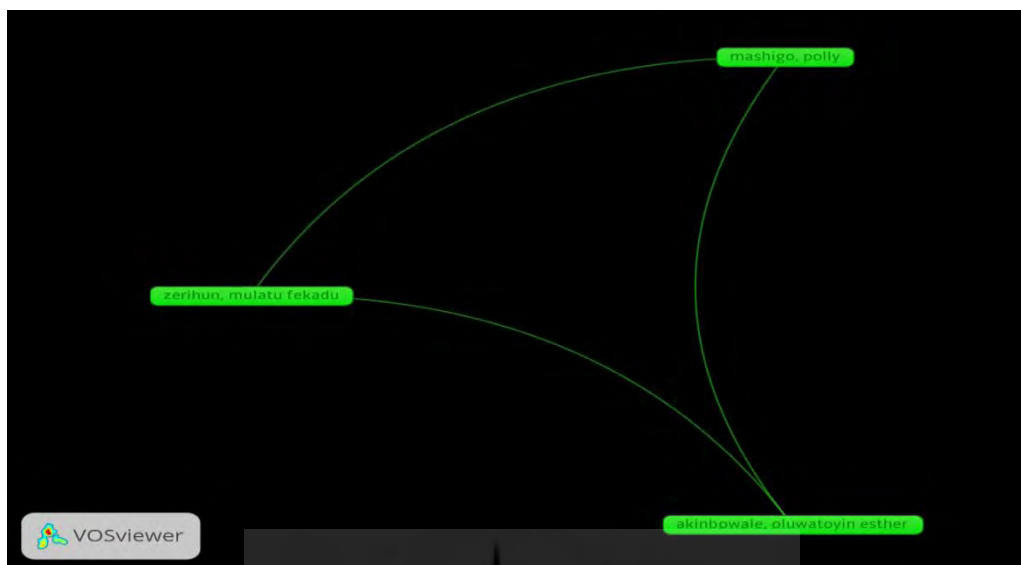 mashigo, polly
zerihun, mulatu fekadu
akinbowale, oluwatoyin esther
VOSviewer